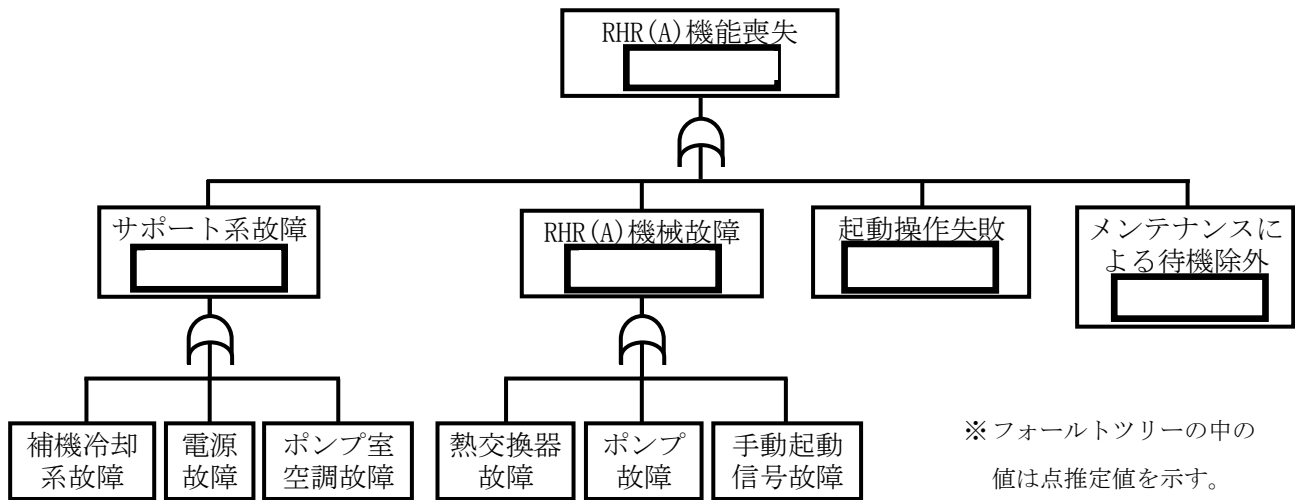 RHR(A)機能喪失
サポート系故障
RHR(A)機械故障
起動操作失敗
メンテナンスに
よる待機除外
補機冷却
系故障
電源
故障
ポンプ室
空調故障
熱交換器
故障
ポンプ
故障
手動起動
信号故障
※フォールトツリーの中の
値は点推定値を示す。